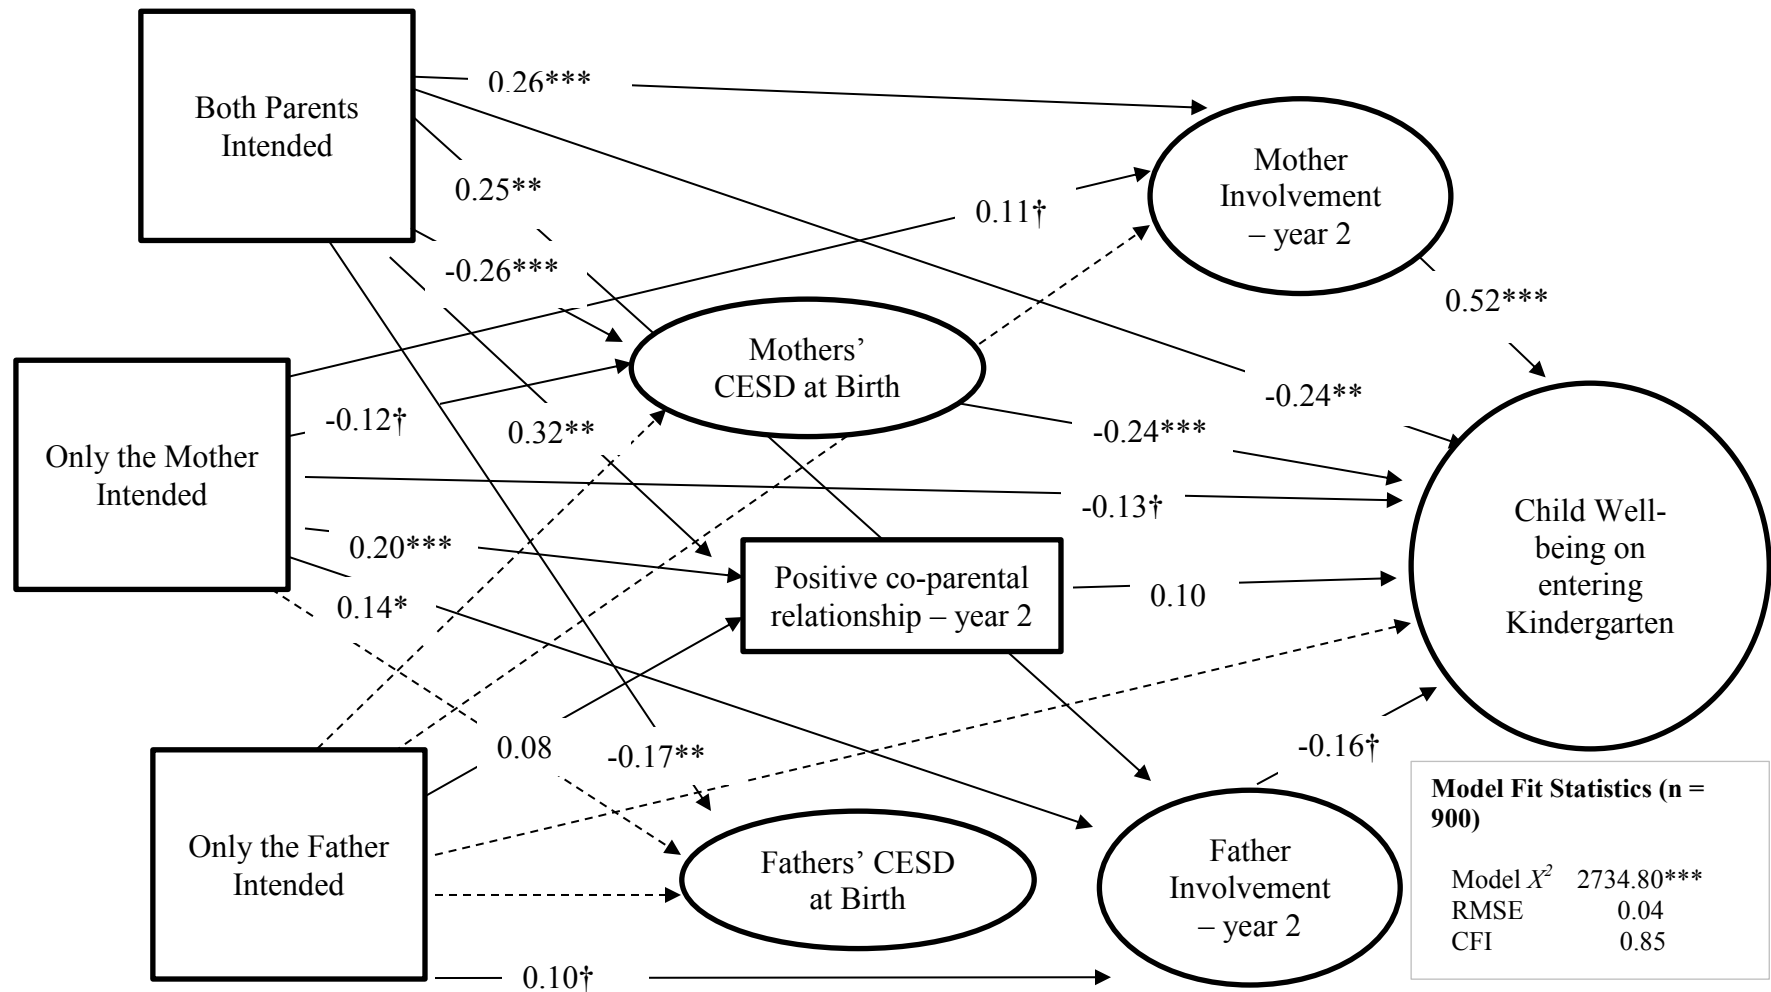 0.26***
Both Parents
Intended
Mother
Involvement
– year 2
0.25**
0.11†
-0.26***
0.52***
Mothers’
CESD at Birth
-0.24**
-0.12†
0.32**
-0.24***
Only the Mother
Intended
-0.13†
Child Well-
being on
entering
Kindergarten
0.20***
Positive co-parental
relationship – year 2
0.10
0.14*
0.08
-0.17**
-0.16†
Only the Father
Intended
Fathers’ CESD
at Birth
Father
Involvement
– year 2
0.10†
Model Fit Statistics (n =
900)
Model X² 2734.80***
RMSE 0.04
CFI 0.85